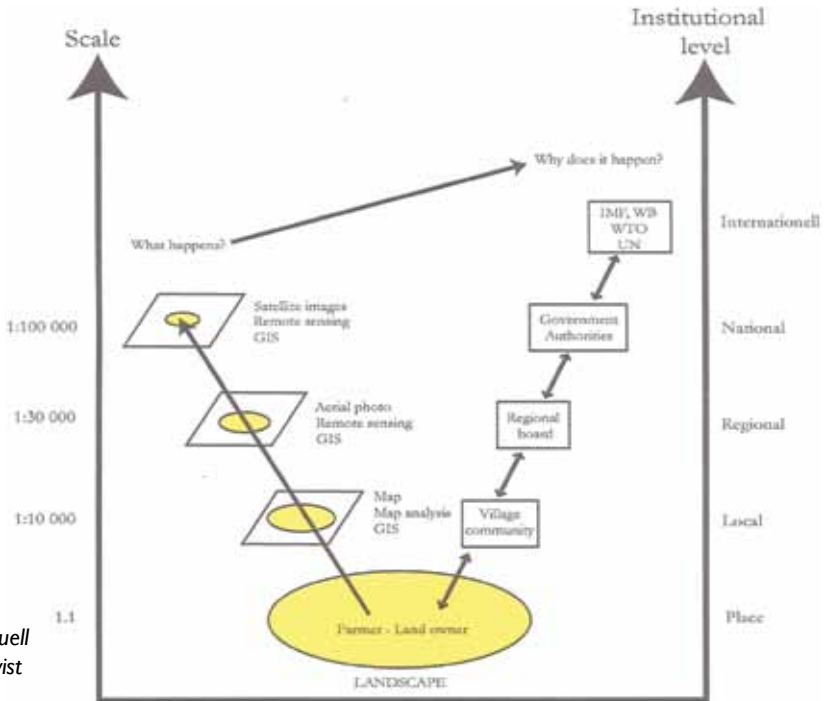 Scale
Institutional
level
Why does it happen?
What happens?
IMF, WB
WTO
UN
Internationell
1:100 000
Satellite images
Remote sensing
GIS
Government
Authorities
National
1:30 000
Aerial photo
Remote sensing
GIS
Regional
board
Regional
1:10 000
Map
Map analysis
GIS
Village
community
Local
1.1
Farmer - Land owner
Place
LANDSCAPE
uell
vist